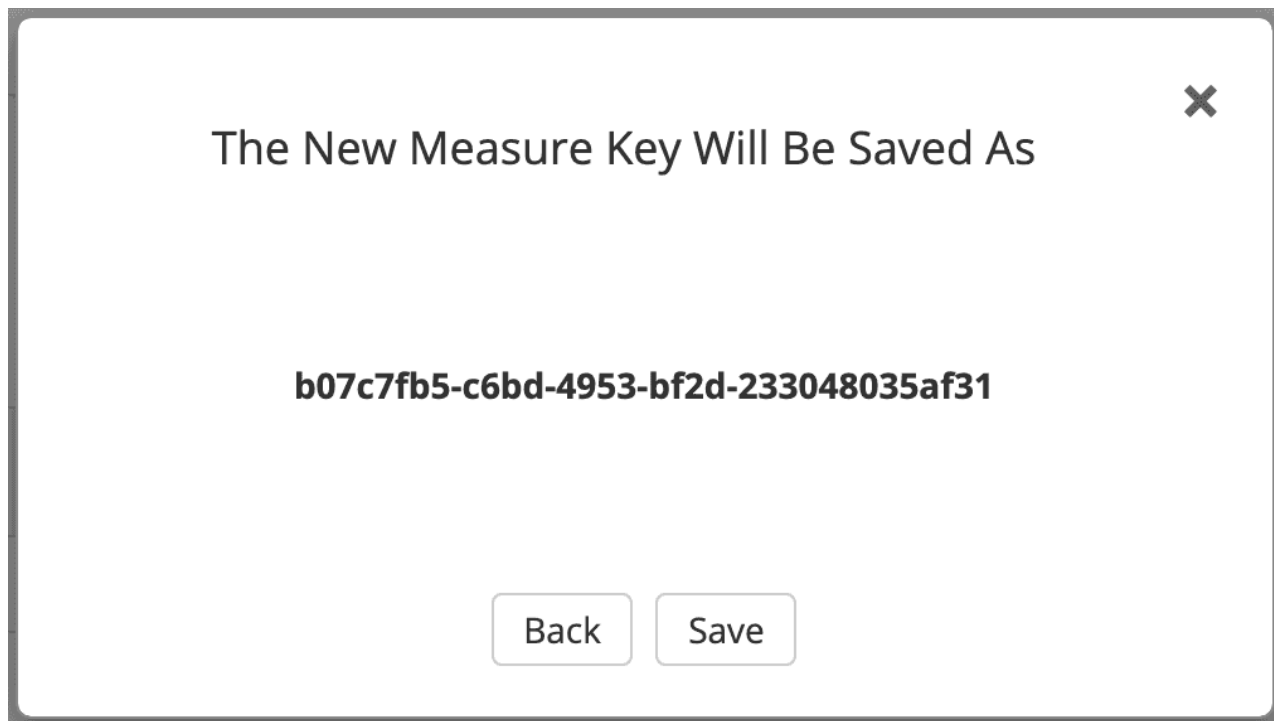 The New Measure Key Will Be Saved As
b07c7fb5-c6bd-4953-bf2d-233048035af31
Back Save